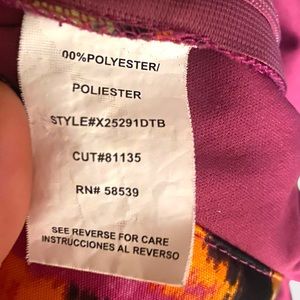 00%POLYESTER/
POLIESTER
STYLE#X25291DTB
CUT#81135
RN# 58539
SEE REVERSE FOR CARE
INSTRUCCIONES AL REVERSO